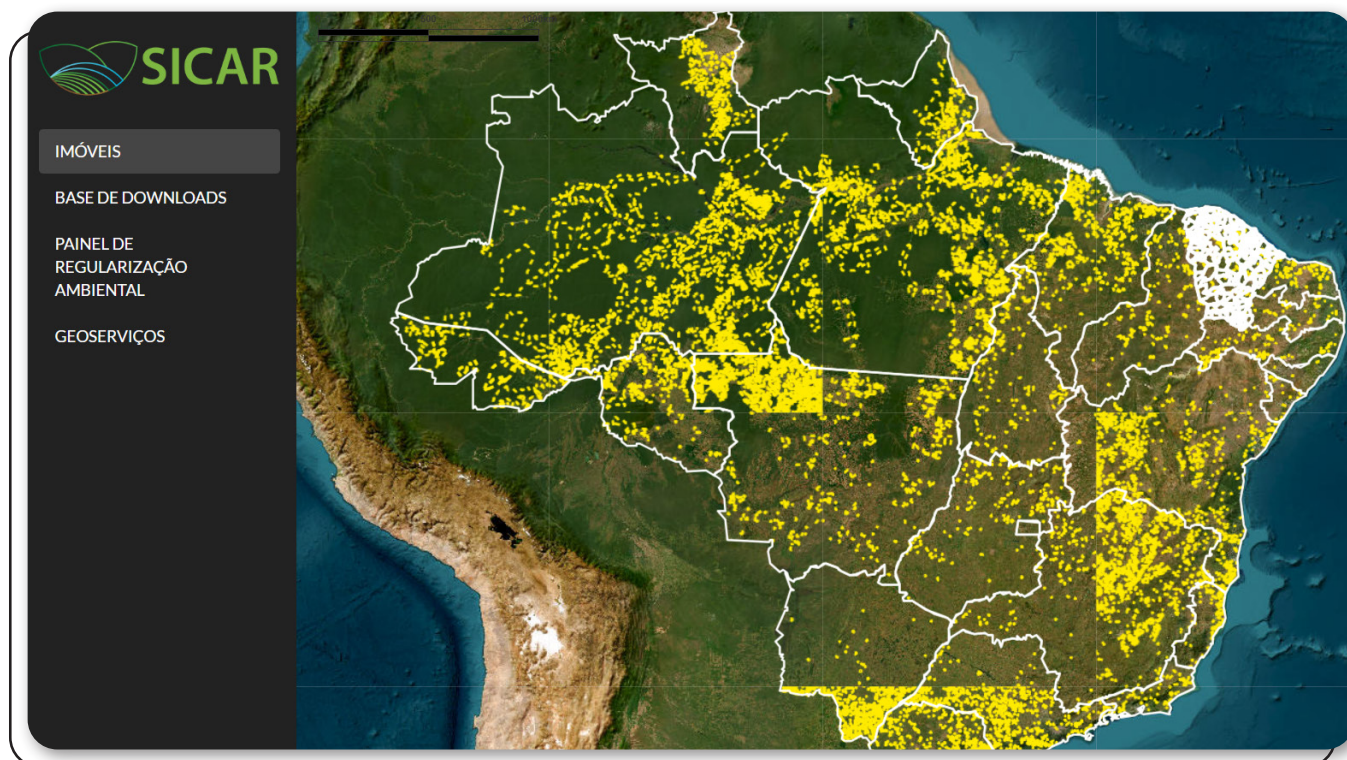 SICAR
IMÓVEIS
BASE DE DOWNLOADS
PAINEL DE
REGULARIZAÇÃO
AMBIENTAL
GEOSERVIÇOS